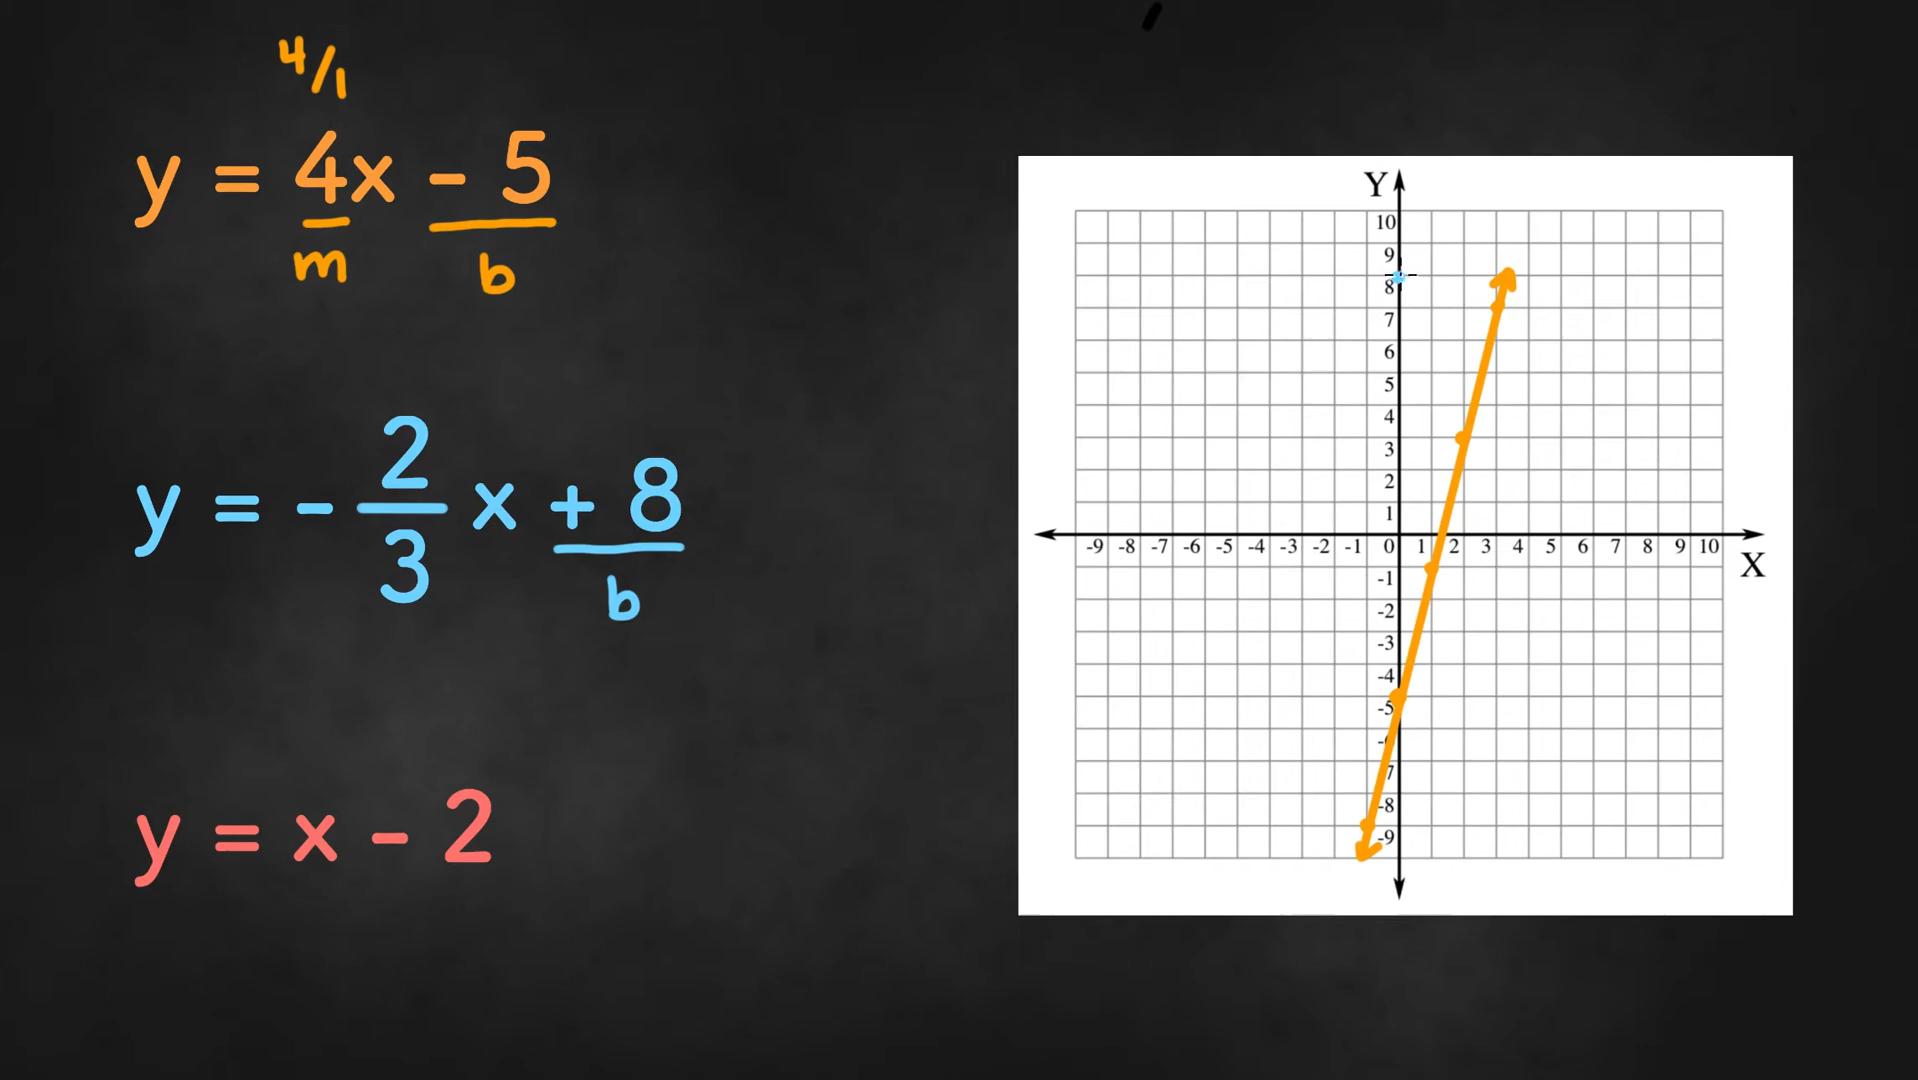 4/1
y = 4x - 5
m b
y = - 2/3 x + 8
b
y = x - 2
Y
10
9
8
7
6
5
4
3
2
1
-9 -8 -7 -6 -5 -4 -3 -2 -1 0 1 2 3 4 5 6 7 8 9 10
X
-1
-2
-3
-4
-5
-6
7
-8
-9